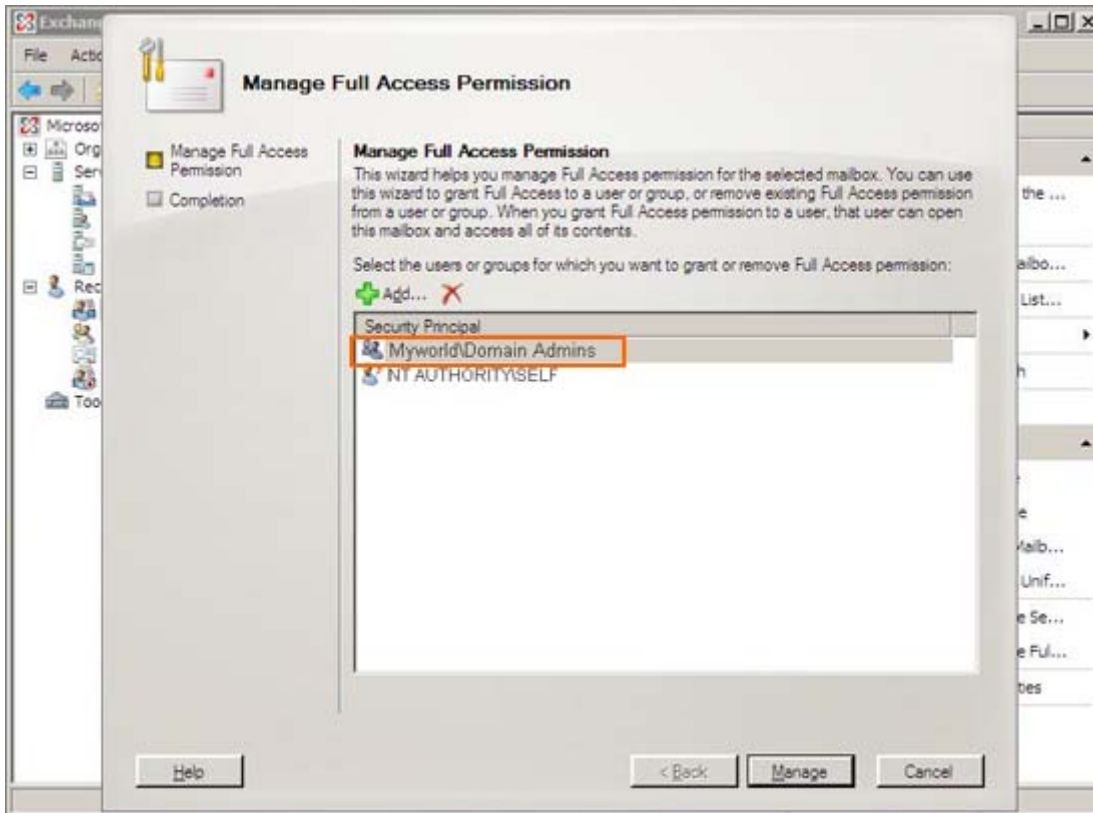 Exchan
File Actio
Microso
Org
Serv
Rec
Too
Manage Full Access Permission
Manage Full Access
Permission
Completion
Manage Full Access Permission
This wizard helps you manage Full Access permission for the selected mailbox. You can use
this wizard to grant Full Access to a user or group, or remove existing Full Access permission
from a user or group. When you grant Full Access permission to a user, that user can open
this mailbox and access all of its contents.
Select the users or groups for which you want to grant or remove Full Access permission:
Add...
Security Principal
Myworld\Domain Admins
NT AUTHORITY\SELF
Help
< Back
Manage
Cancel
the ...
ailbo...
List...
h
e
Mailb...
Unif...
e Se...
e Ful...
ties